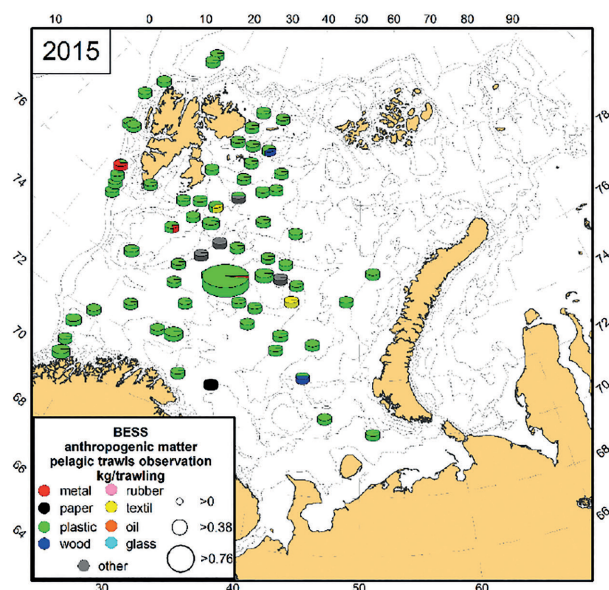 10 0 10 20 30 40 50 60 70 80 90
2015
76
74
72
70
68
66
64
78
76
74
72
70
68
66
BESS
anthropogenic matter
pelagic trawls observation
kg/trawling
metal rubber >0
paper textil
plastic oil >0.38
wood glass
other >0.76
30 40 50 60